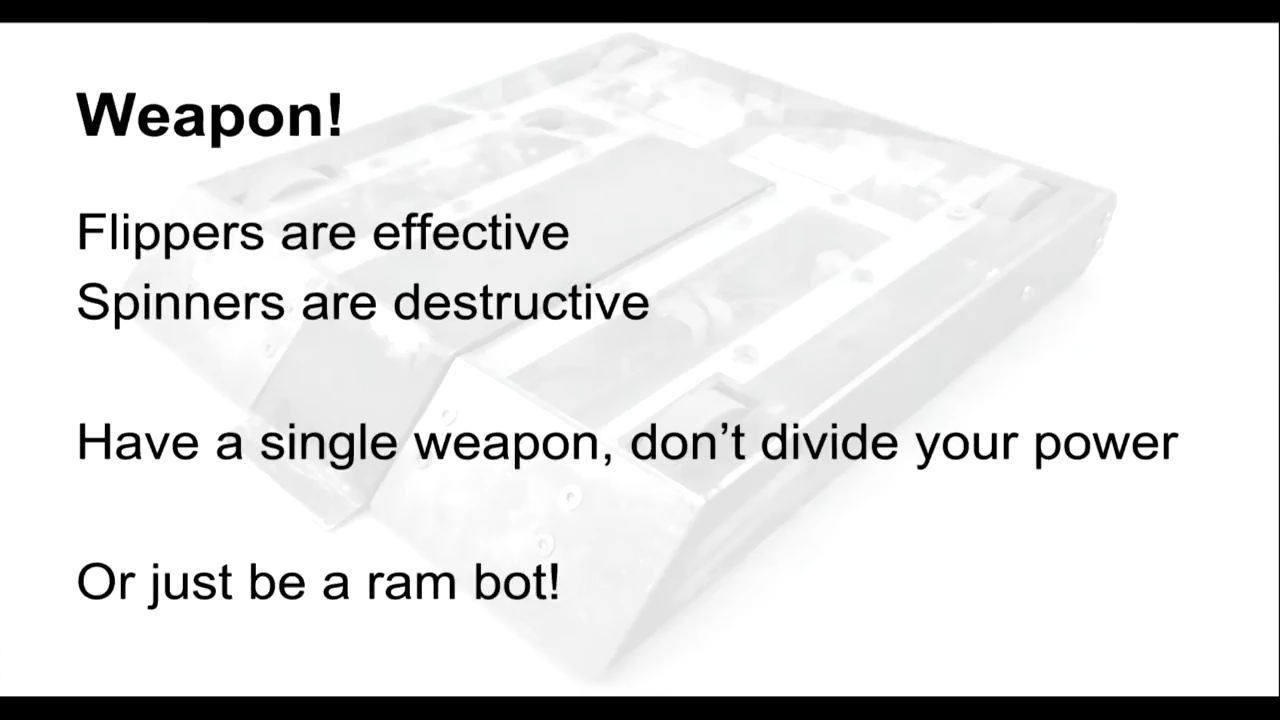 Weapon!
Flippers are effective
Spinners are destructive
Have a single weapon, don’t divide your power
Or just be a ram bot!